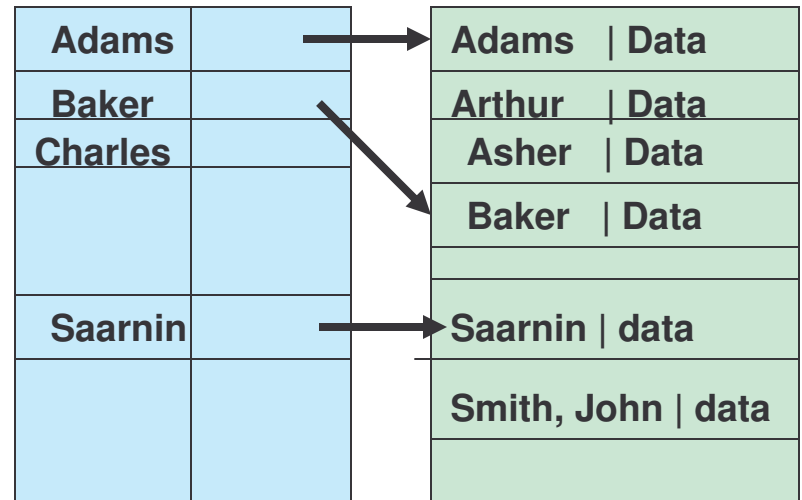 Adams
Baker
Charles
Saarnin
Adams | Data
Arthur | Data
Asher | Data
Baker | Data
Saarnin | data
Smith, John | data